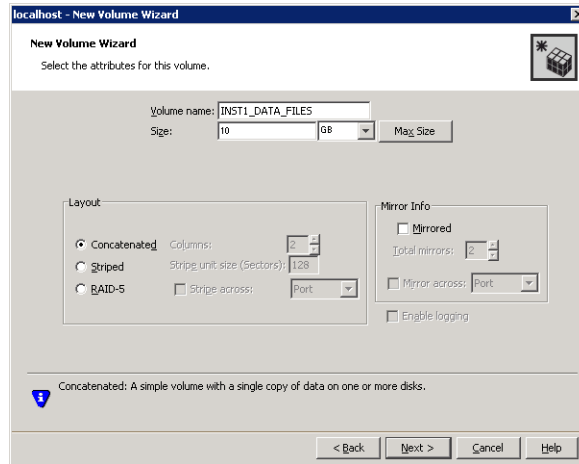 localhost - New Volume Wizard
New Volume Wizard
Select the attributes for this volume.
Volume name: INST1_DATA_FILES
Size: 10 GB Max Size
Layout
Concatenated Columns: 2
Striped Stripe unit size (Sectors): 128
RAID-5 Stripe across: Port
Mirror Info
Mirrored
Total mirrors: 2
Mirror across: Port
Enable logging
Concatenated: A simple volume with a single copy of data on one or more disks.
< Back Next > Cancel Help